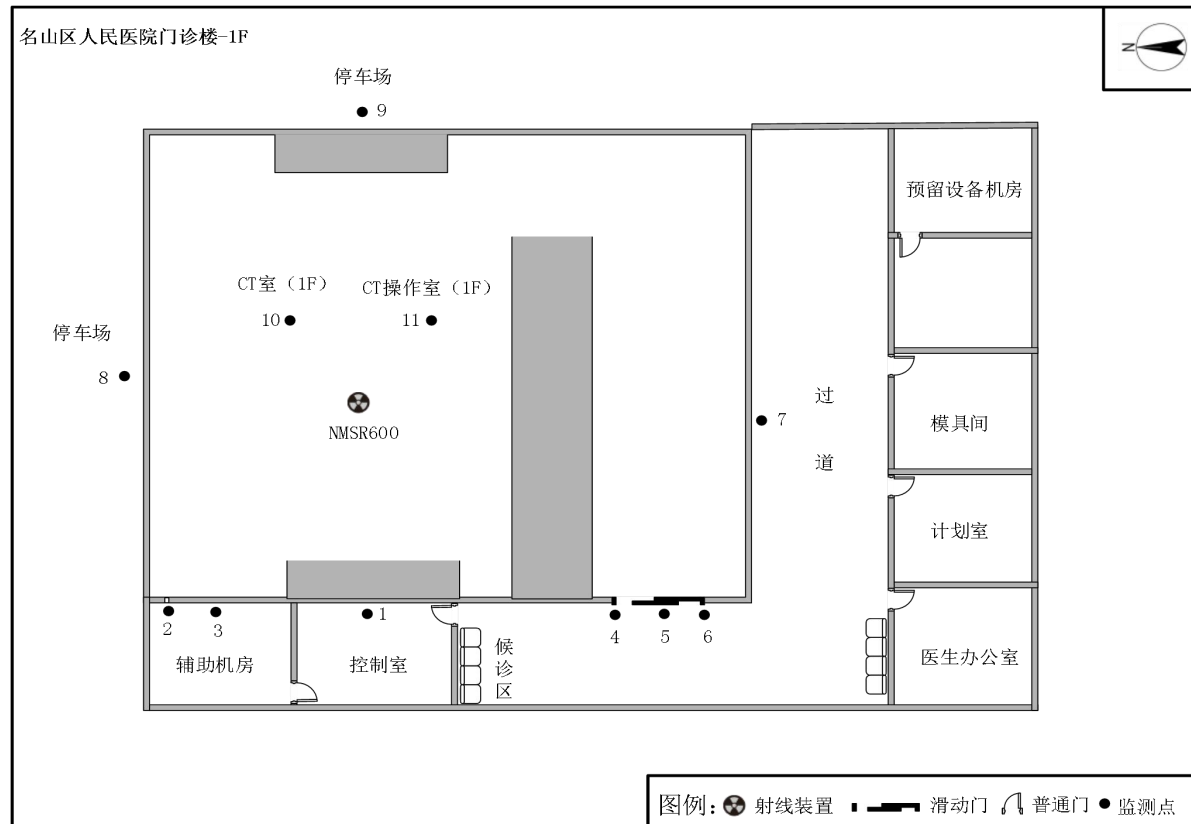 名山区人民医院门诊楼-1F
N
停车场
9
预留设备机房
CT室（1F）
CT操作室（1F）
10
11
停车场
8
NMSR600
过
道
7
模具间
计划室
1
2
3
4
5
6
辅助机房
控制室
候
诊
区
医生办公室
图例：
射线装置
滑动门
普通门
监测点